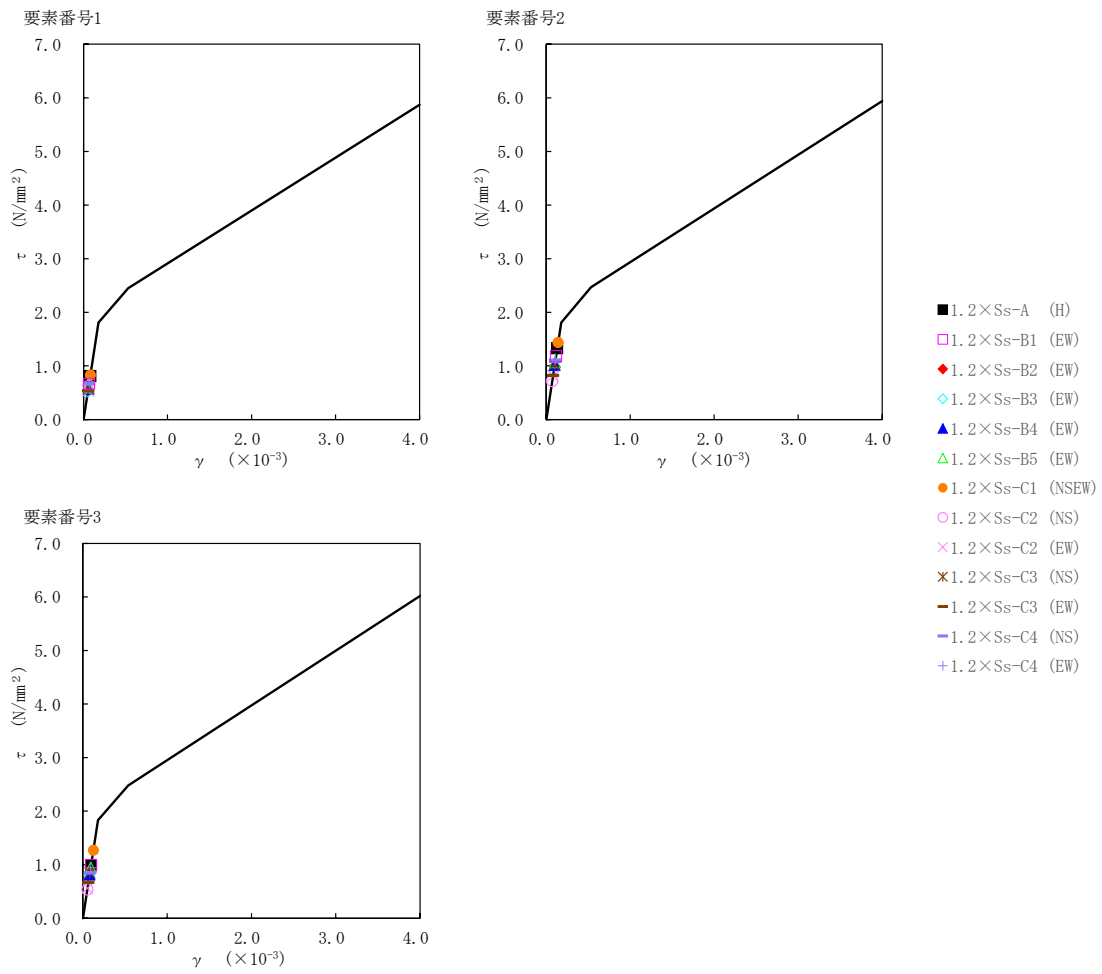 要素番号1
7.0
6.0
5.0
4.0
3.0
2.0
1.0
0.0
τ (N/mm²)
0.0 1.0 2.0 3.0 4.0
γ (×10⁻³)
要素番号2
7.0
6.0
5.0
4.0
3.0
2.0
1.0
0.0
τ (N/mm²)
0.0 1.0 2.0 3.0 4.0
γ (×10⁻³)
要素番号3
7.0
6.0
5.0
4.0
3.0
2.0
1.0
0.0
τ (N/mm²)
0.0 1.0 2.0 3.0 4.0
γ (×10⁻³)
1.2×Ss-A (H)
1.2×Ss-B1 (EW)
1.2×Ss-B2 (EW)
1.2×Ss-B3 (EW)
1.2×Ss-B4 (EW)
1.2×Ss-B5 (EW)
1.2×Ss-C1 (NSEW)
1.2×Ss-C2 (NS)
1.2×Ss-C2 (EW)
1.2×Ss-C3 (NS)
1.2×Ss-C3 (EW)
1.2×Ss-C4 (NS)
1.2×Ss-C4 (EW)